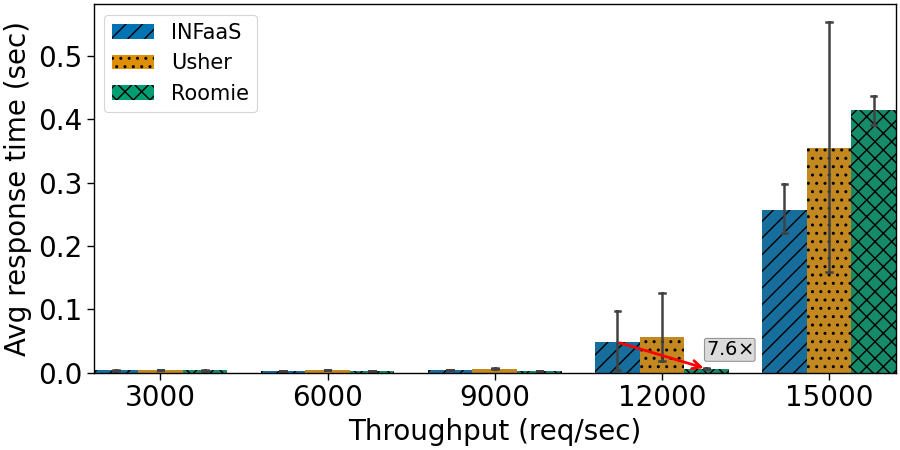 INFaaS
Usher
Roomie
Avg response time (sec)
0.5
0.4
0.3
0.2
0.1
0.0
7.6×
3000 6000 9000 12000 15000
Throughput (req/sec)